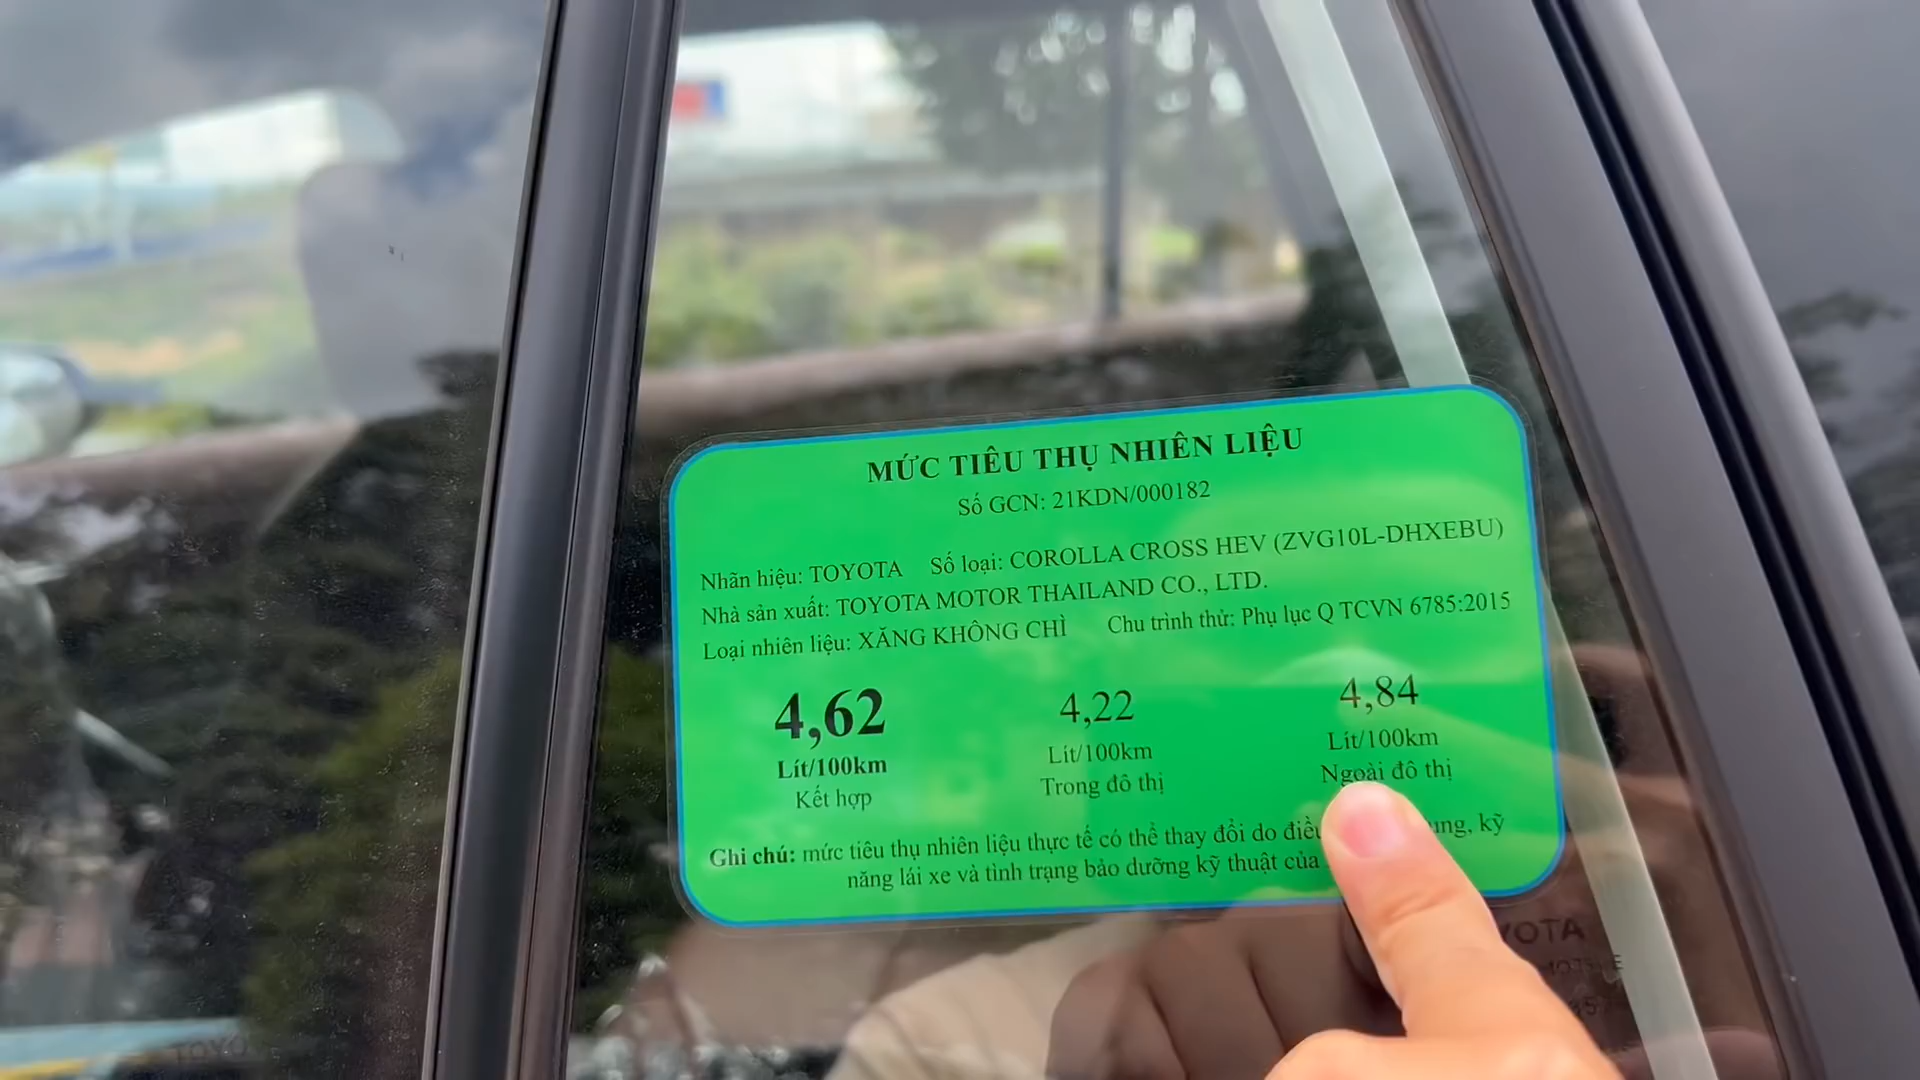 MỨC TIÊU THỤ NHIÊN LIỆU
Số GCN: 21KDN/000182
Nhãn hiệu: TOYOTA Số loại: COROLLA CROSS HEV (ZVG10L-DHXEBU)
Nhà sản xuất: TOYOTA MOTOR THAILAND CO., LTD.
Loại nhiên liệu: XĂNG KHÔNG CHÌ Chu trình thử: Phụ lục Q TCVN 6785:2015
4,62 4,22 4,84
Lít/100km Lít/100km Lít/100km
Kết hợp Trong đô thị Ngoài đô thị
Ghi chú: mức tiêu thụ nhiên liệu thực tế có thể thay đổi do kỹ
năng lái xe và tình trạng bảo dưỡng kỹ thuật của